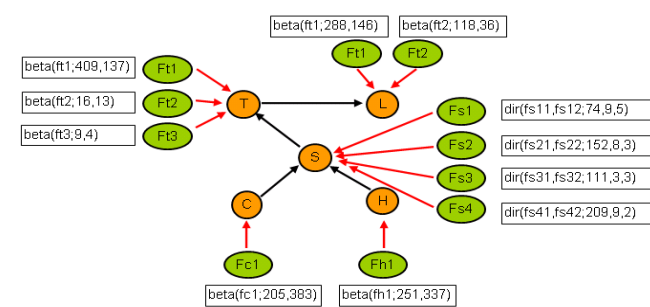 beta(ft1;288,146)
beta(ft2;118,36)
Ft1
Ft2
beta(ft1;409,137)
Ft1
beta(ft2;16,13)
Ft2
T
L
beta(ft3;9,4)
Ft3
Fs1
dir(fs11,fs12;74,9,5)
Fs2
dir(fs21,fs22;152,8,3)
S
Fs3
dir(fs31,fs32;111,3,3)
C
H
Fs4
dir(fs41,fs42;209,9,2)
Fc1
Fh1
beta(fc1;205,383)
beta(fh1;251,337)